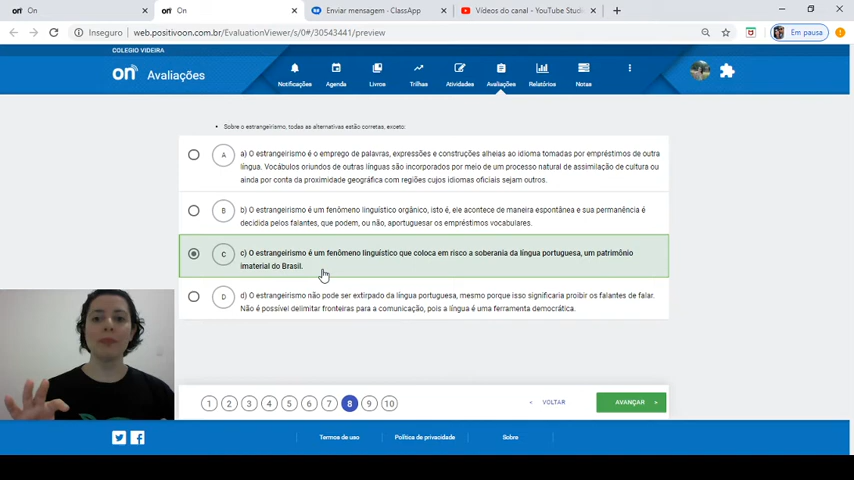 On
On
Enviar mensagem - ClassApp
Vídeos do canal - YouTube Studi
Inseguro
web.positivoon.com.br/EvaluationViewer/s/0#/30543441/preview
Em pausa
COLEGIO VIDEIRA
on
Avaliações
Notificações
Agenda
Livros
Trilhas
Atividades
Avaliações
Relatórios
Notas
Sobre o estrangeirismo, todas as alternativas estão corretas, exceto:
A
a) O estrangeirismo é o emprego de palavras, expressões e construções alheias ao idioma tomadas por empréstimos de outra
língua. Vocábulos oriundos de outras línguas são incorporados por meio de um processo natural de assimilação de cultura ou
ainda por conta da proximidade geográfica com regiões cujos idiomas oficiais sejam outros.
B
b) O estrangeirismo é um fenômeno linguístico orgânico, isto é, ele acontece de maneira espontânea e sua permanência é
decidida pelos falantes, que podem, ou não, aportuguesar os empréstimos vocabulares.
C
c) O estrangeirismo é um fenômeno linguístico que coloca em risco a soberania da língua portuguesa, um patrimônio
imaterial do Brasil.
D
d) O estrangeirismo não pode ser extirpado da língua portuguesa, mesmo porque isso significaria proibir os falantes de falar.
Não é possível delimitar fronteiras para a comunicação, pois a língua é uma ferramenta democrática.
1 2 3 4 5 6 7 8 9 10
VOLTAR
AVANÇAR
Termos de uso
Política de privacidade
Sobre